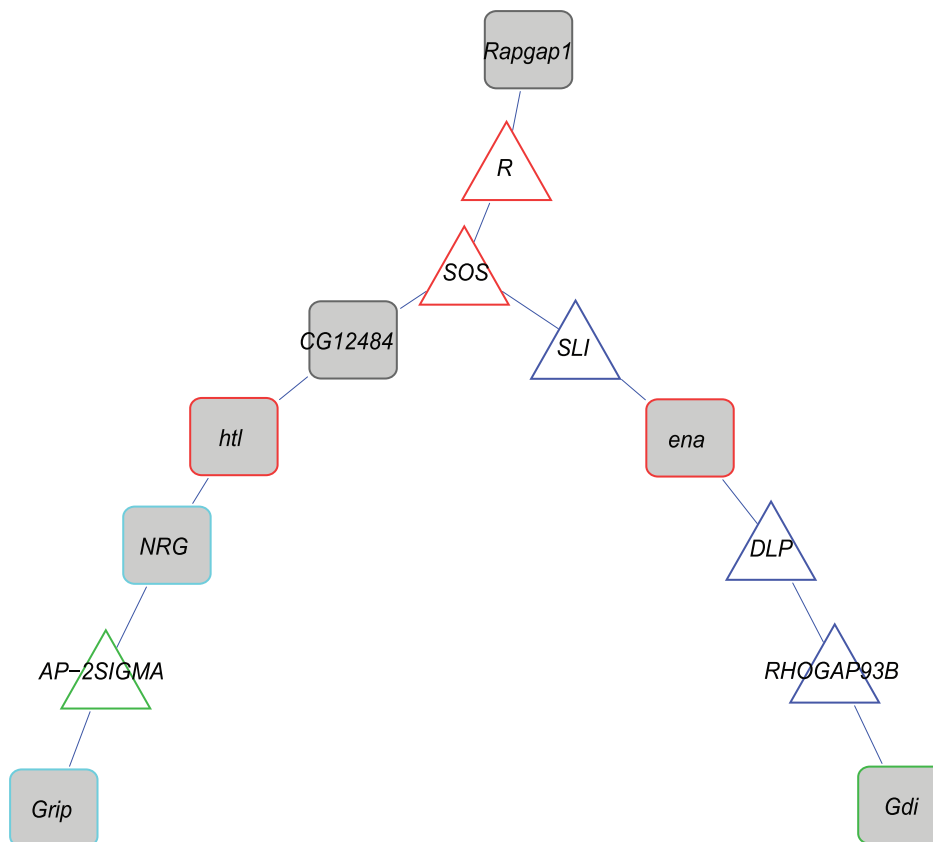 Rapgap1
R
SOS
CG12484
SLI
htl
ena
NRG
DLP
AP−2SIGMA
RHOGAP93B
Grip
Gdi